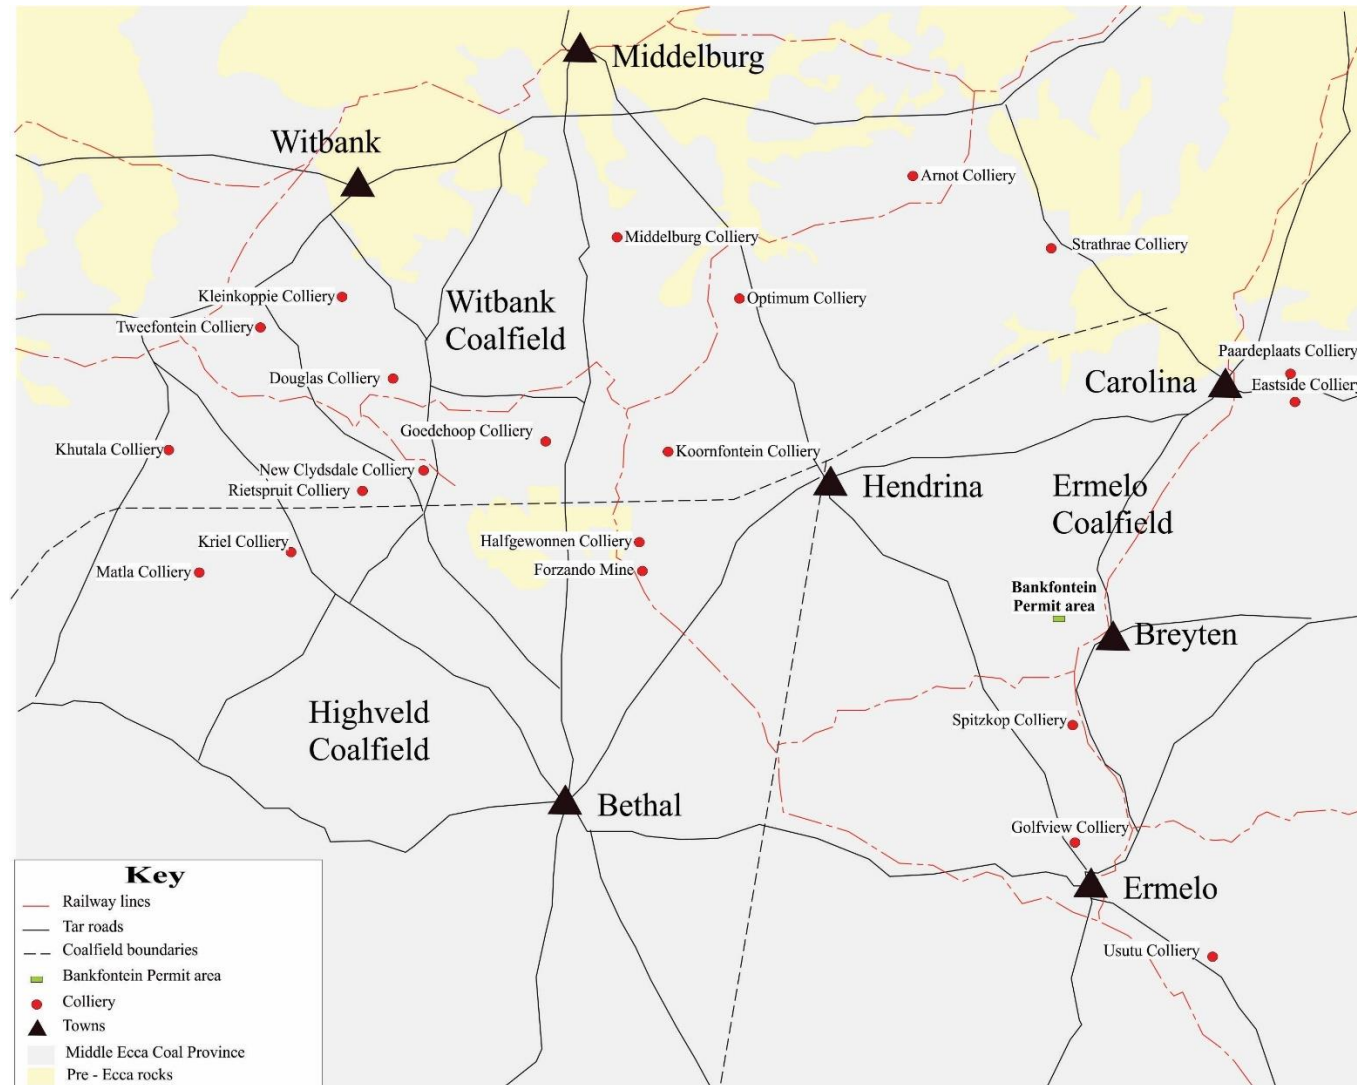 Middelburg
Witbank
Arnot Colliery
Middelburg Colliery
Strathrae Colliery
Kleinkoppie Colliery
Witbank
Coalfield
Optimum Colliery
Tweefontein Colliery
Paardeplaats Colliery
Douglas Colliery
Carolina
Eastside Colliery
Goedehoop Colliery
Khutala Colliery
Koornfontein Colliery
New Clydsdale Colliery
Rietspruit Colliery
Hendrina
Ermelo
Coalfield
Kriel Colliery
Halfgewonnen Colliery
Matla Colliery
Forzando Mine
Bankfontein
Permit area
Breyten
Highveld
Coalfield
Spitzkop Colliery
Bethal
Golfview Colliery
Ermelo
Usutu Colliery
Key
Railway lines
Tar roads
Coalfield boundaries
Bankfontein Permit area
Colliery
Towns
Middle Ecca Coal Province
Pre - Ecca rocks